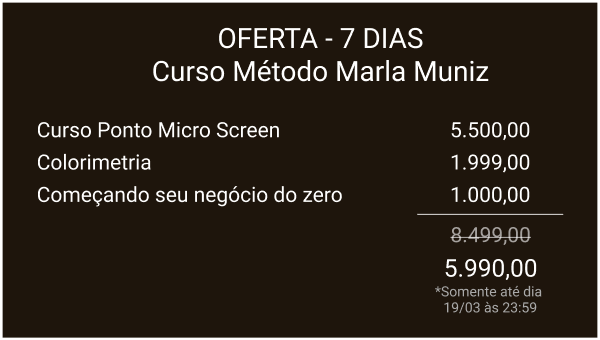 OFERTA - 7 DIAS
Curso Método Marla Muniz
Curso Ponto Micro Screen 5.500,00
Colorimetria 1.999,00
Começando seu negócio do zero 1.000,00
8.499,00
5.990,00
*Somente até dia
19/03 às 23:59